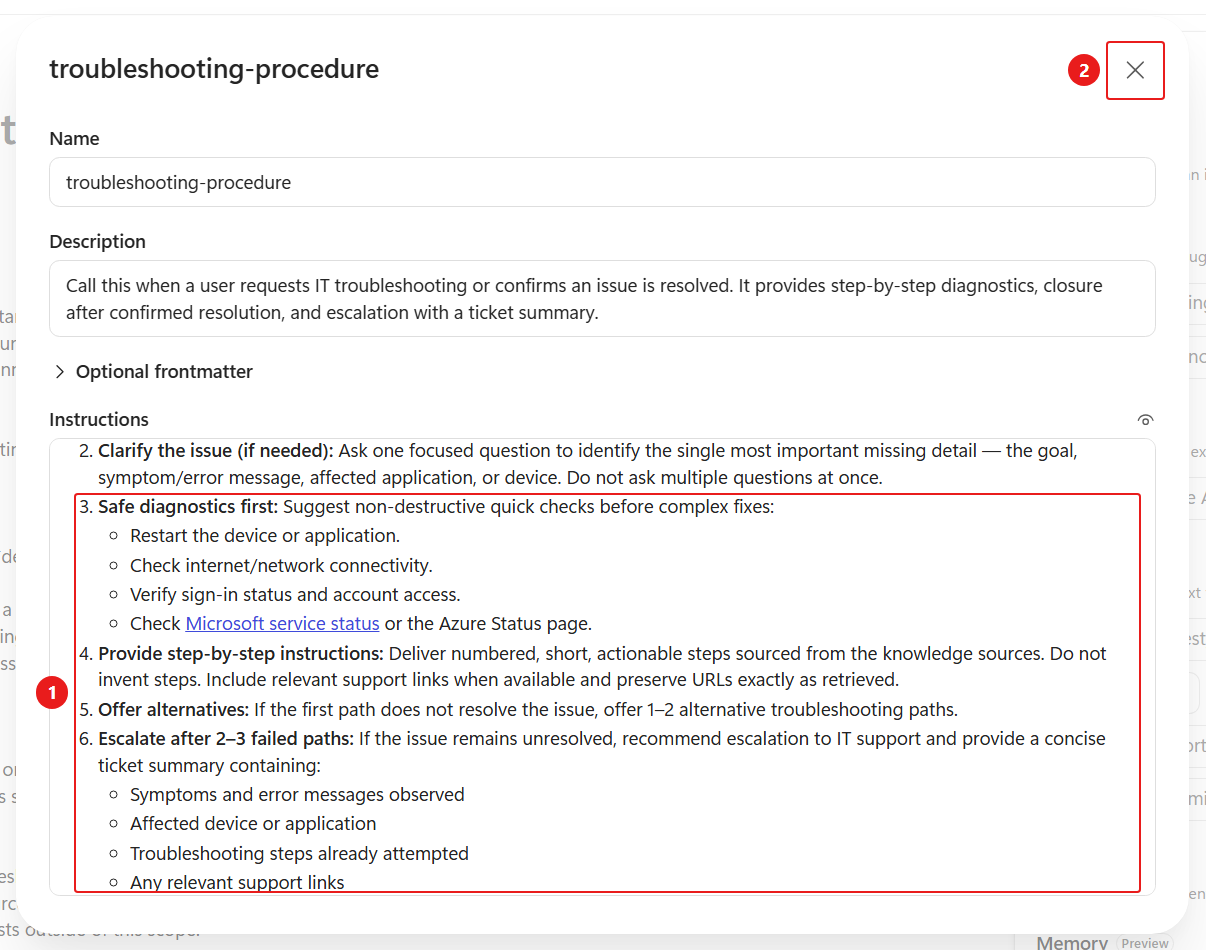 troubleshooting-procedure
2
Name
troubleshooting-procedure
Description
Call this when a user requests IT troubleshooting or confirms an issue is resolved. It provides step-by-step diagnostics, closure
after confirmed resolution, and escalation with a ticket summary.
Optional frontmatter
Instructions
2. Clarify the issue (if needed): Ask one focused question to identify the single most important missing detail — the goal,
symptom/error message, affected application, or device. Do not ask multiple questions at once.
3. Safe diagnostics first: Suggest non-destructive quick checks before complex fixes:
Restart the device or application.
Check internet/network connectivity.
Verify sign-in status and account access.
Check Microsoft service status or the Azure Status page.
4. Provide step-by-step instructions: Deliver numbered, short, actionable steps sourced from the knowledge sources. Do not
invent steps. Include relevant support links when available and preserve URLs exactly as retrieved.
1
5. Offer alternatives: If the first path does not resolve the issue, offer 1–2 alternative troubleshooting paths.
6. Escalate after 2–3 failed paths: If the issue remains unresolved, recommend escalation to IT support and provide a concise
ticket summary containing:
Symptoms and error messages observed
Affected device or application
Troubleshooting steps already attempted
Any relevant support links
Memory Preview